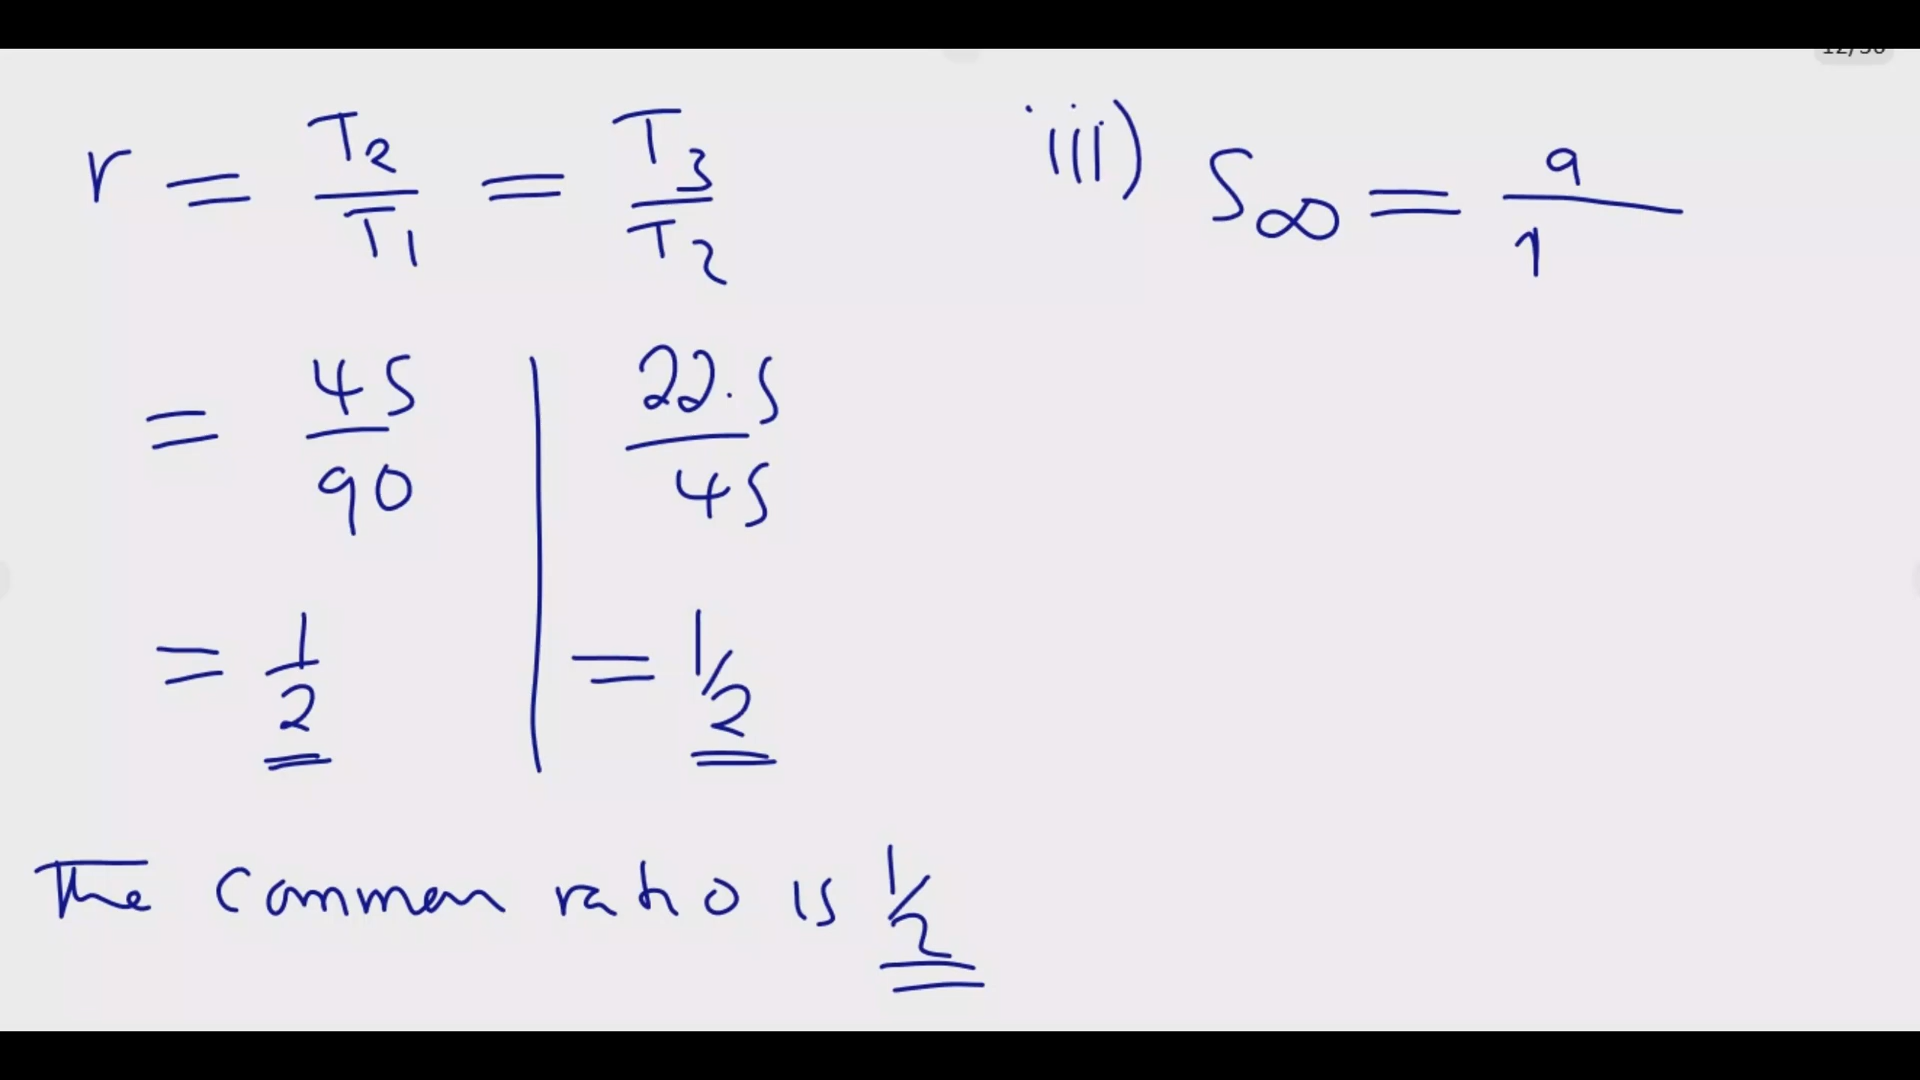 r = T2/T1 = T3/T2
= 45/90 | 22.5/45
= 1/2 | = 1/2
The common ratio is 1/2
iii) S∞ = a/1